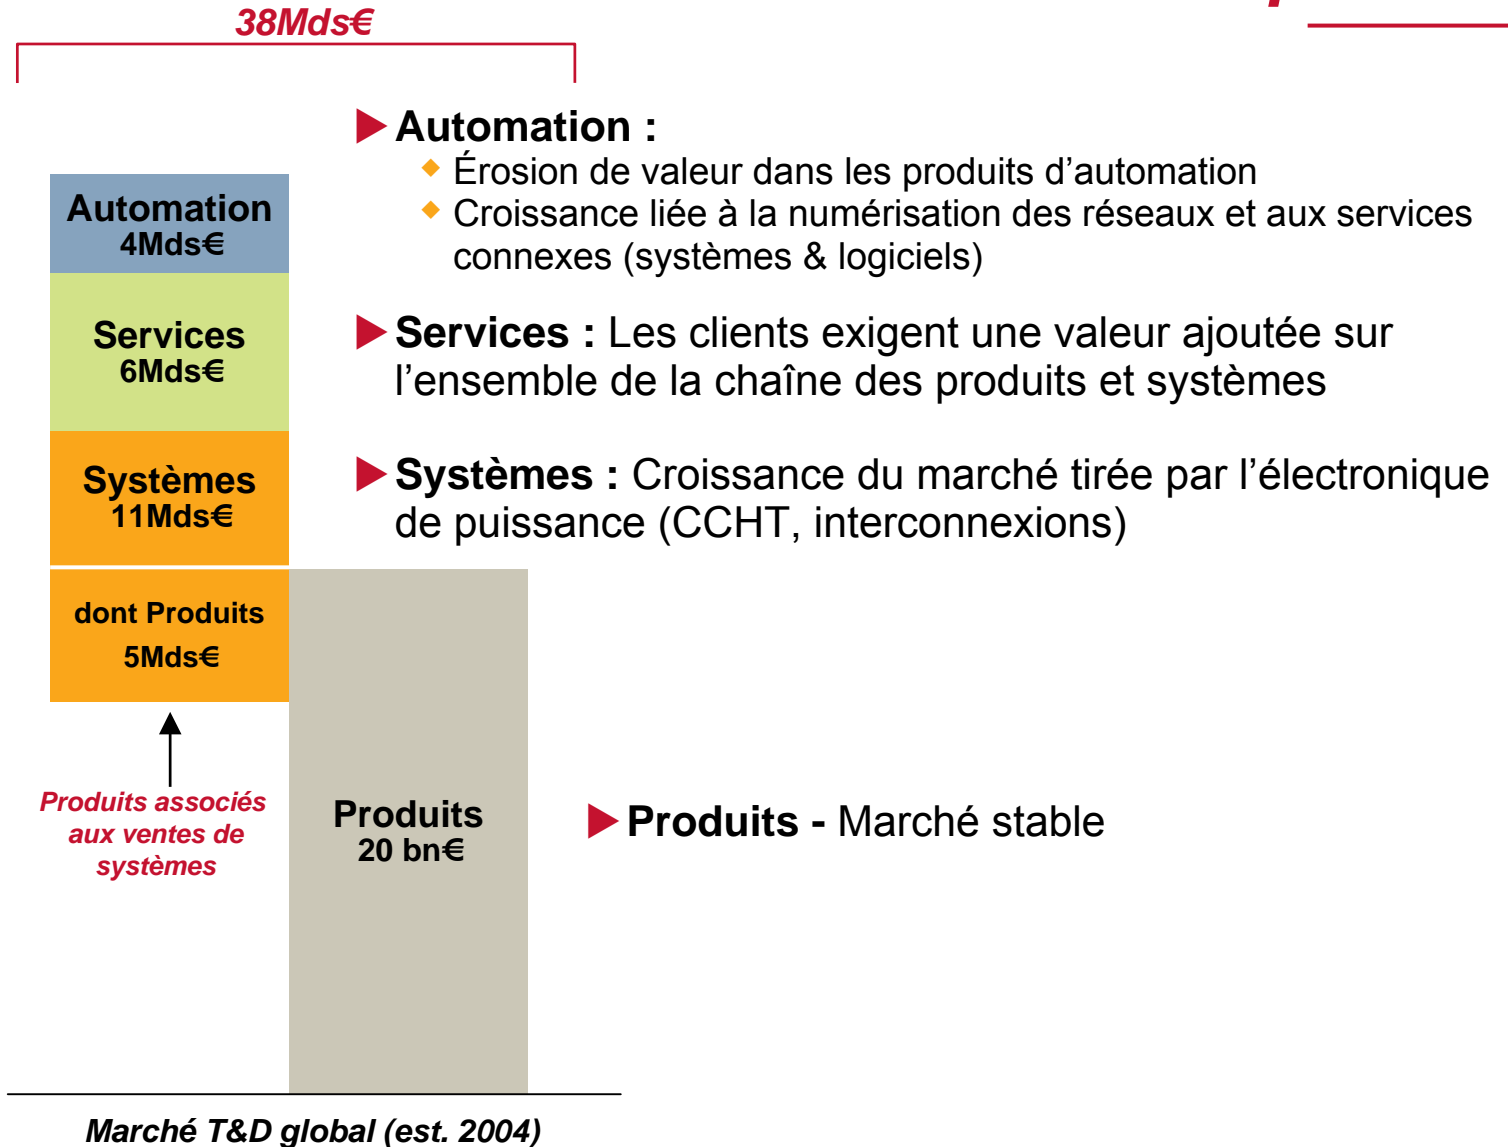 38Mds€
Automation :
Érosion de valeur dans les produits d'automation
Croissance liée à la numérisation des réseaux et aux services
connexes (systèmes & logiciels)
Automation
4Mds€
Services
6Mds€
Services : Les clients exigent une valeur ajoutée sur
l'ensemble de la chaîne des produits et systèmes
Systèmes
11Mds€
Systèmes : Croissance du marché tirée par l'électronique
de puissance (CCHT, interconnexions)
dont Produits
5Mds€
Produits associés
aux ventes de
systèmes
Produits
20 bn€
Produits - Marché stable
Marché T&D global (est. 2004)